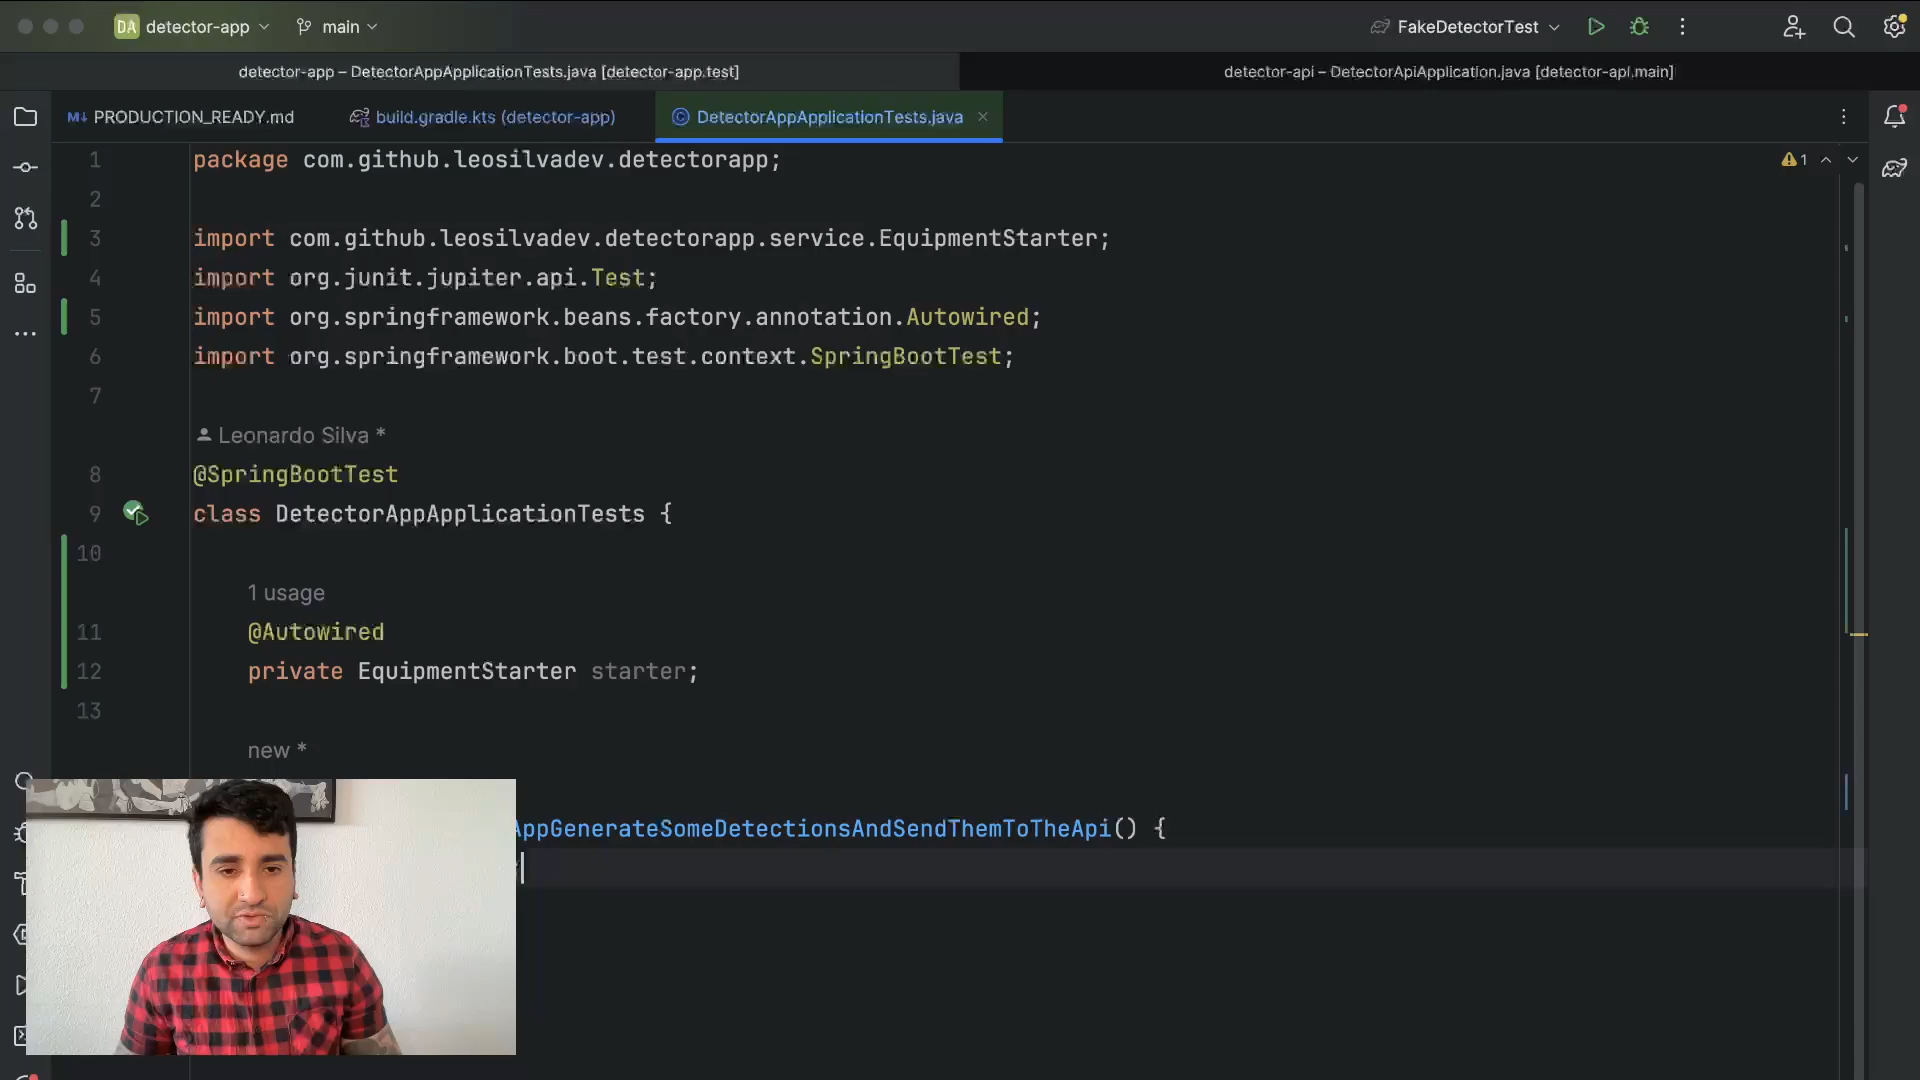 DA detector-app main FakeDetectorTest
detector-app – DetectorAppApplicationTests.java [detector-app.test] detector-api – DetectorApiApplication.java [detector-api.main]
M↓ PRODUCTION_READY.md build.gradle.kts (detector-app) DetectorAppApplicationTests.java
1 package com.github.leosilvadev.detectorapp; 1
2
3 import com.github.leosilvadev.detectorapp.service.EquipmentStarter;
4 import org.junit.jupiter.api.Test;
5 import org.springframework.beans.factory.annotation.Autowired;
6 import org.springframework.boot.test.context.SpringBootTest;
7
Leonardo Silva *
8 @SpringBootTest
9 class DetectorAppApplicationTests {
10
1 usage
11 @Autowired
12 private EquipmentStarter starter;
13
new *
AppGenerateSomeDetectionsAndSendThemToTheApi() {